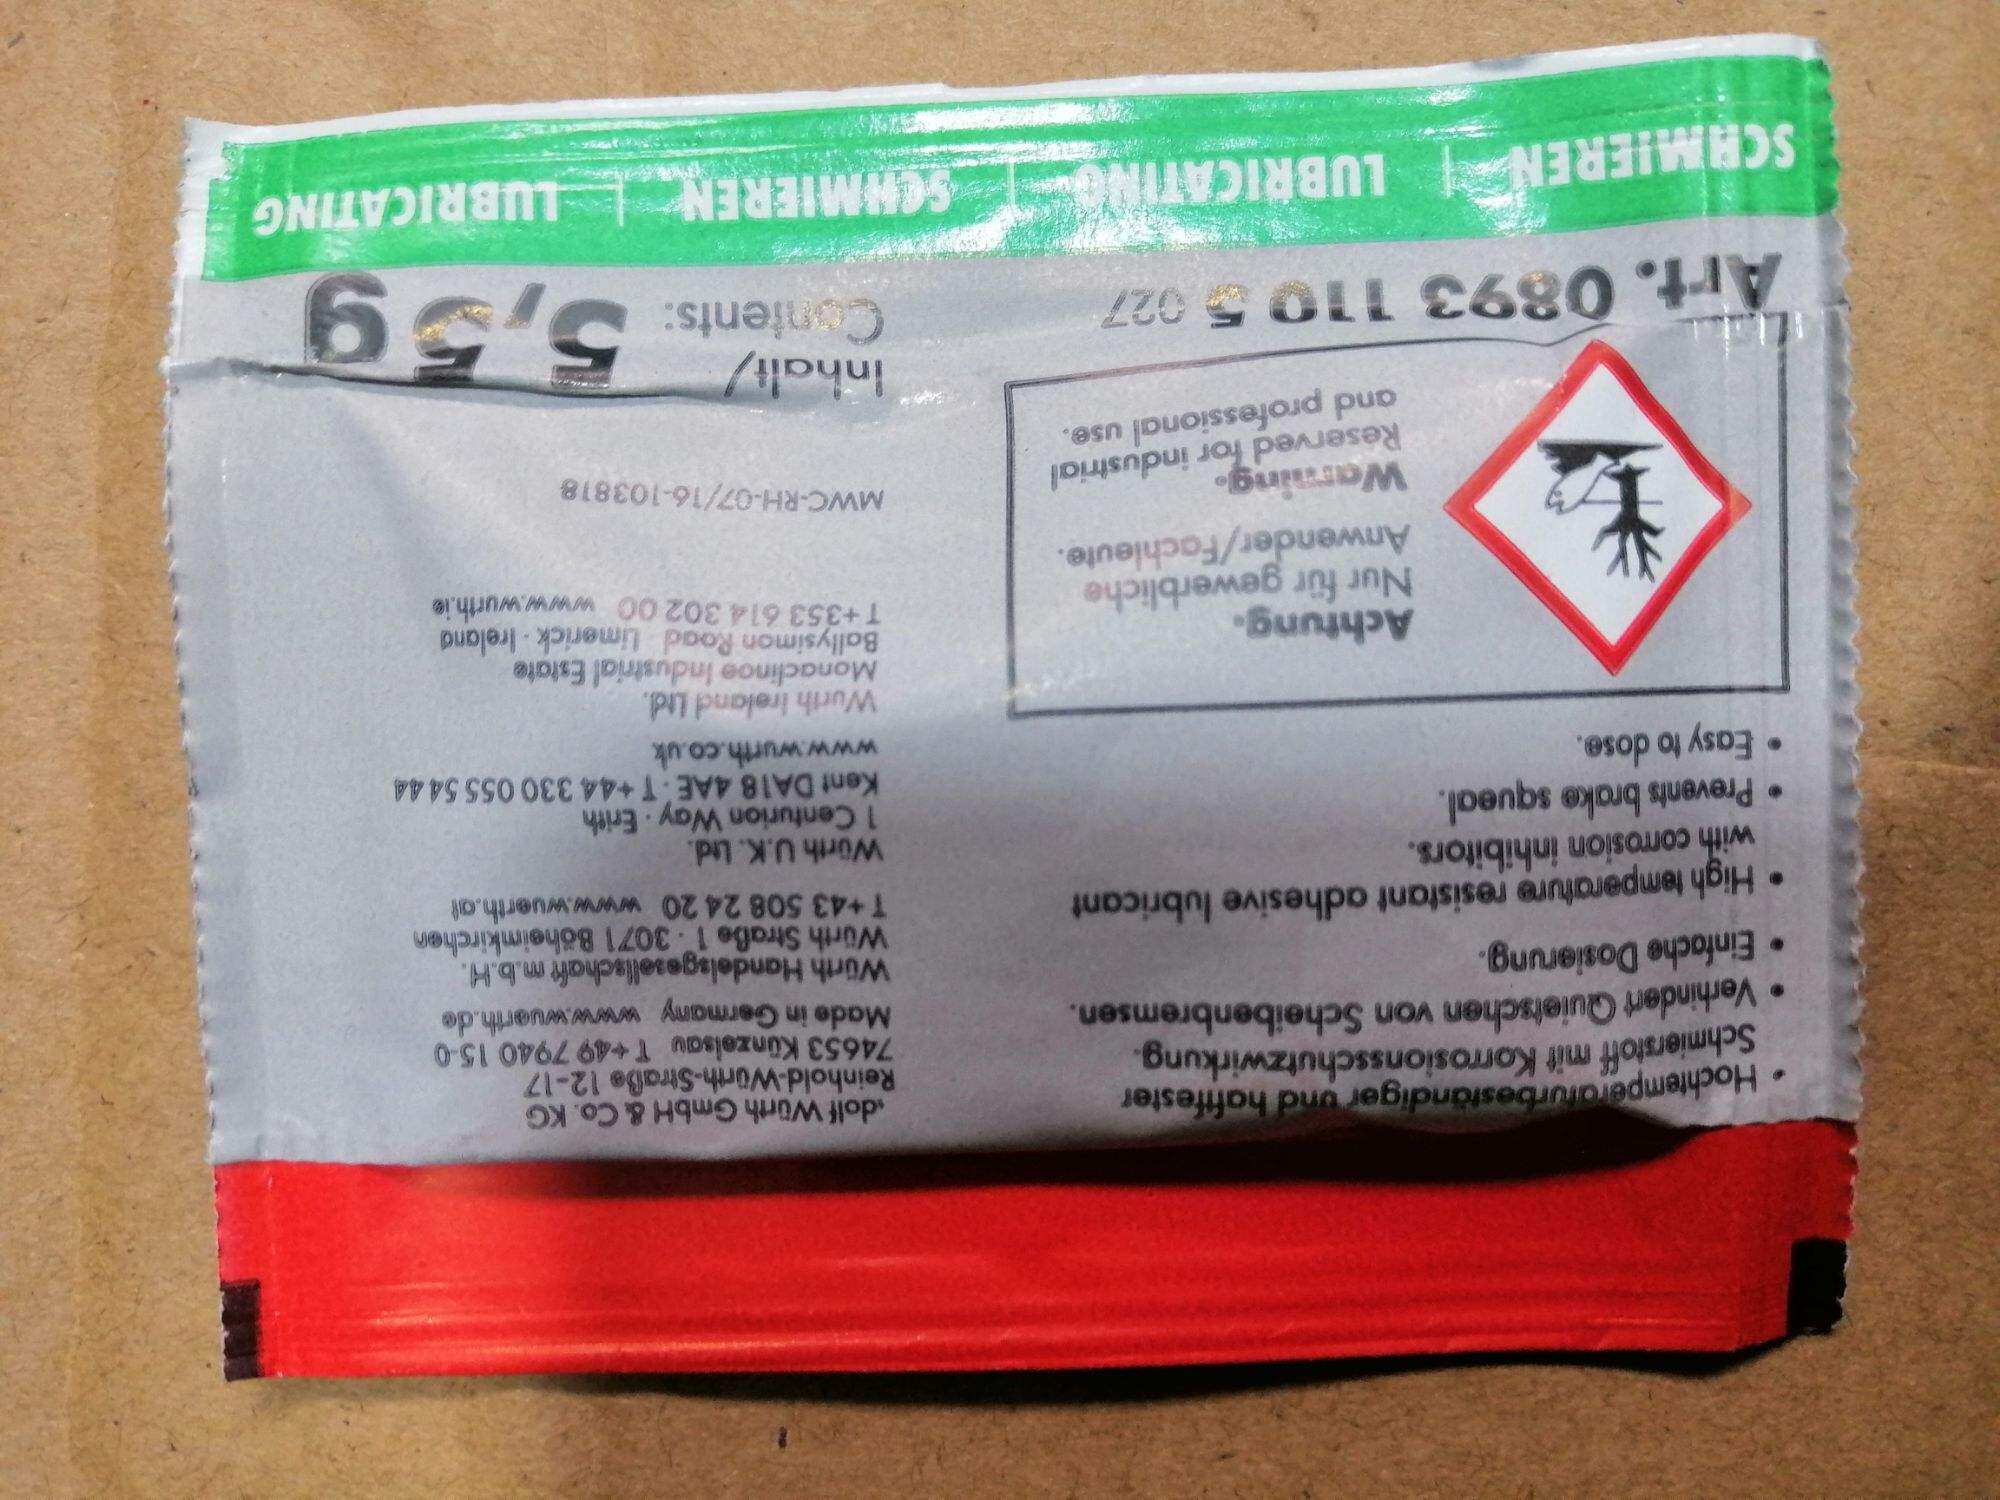 • Hochtemperaturbeständiger und haftfester
Schmierstoff mit Korrosionsschutzwirkung.
• Verhindert Quietschen von Scheibenbremsen.
• Einfache Dosierung.
• High temperature resistant adhesive lubricant
with corrosion inhibitors.
• Prevents brake squeal.
• Easy to dose.
Achtung.
Nur für gewerbliche
Anwender/Fachleute.
Warning.
Reserved for industrial
and professional use.
Art. 0893 110 5 027
dolf Würth GmbH & Co. KG
Reinhold-Würth-Straße 12-17
74653 Künzelsau T +49 7940 15-0
Made in Germany www.wuerth.de
Würth Handelsgesellschaft m.b.H.
Würth Straße 1 · 3071 Böheimkirchen
T +43 508 24 20 www.wuerth.at
Würth U.K. Ltd.
1 Centurion Way · Erith
Kent DA18 4AE · T +44 330 055 5444
www.wurth.co.uk
Wurth Ireland Ltd.
Monaclinoe Industrial Estate
Ballysimon Road · Limerick · Ireland
T +353 614 302 00 www.wurth.ie
MWC-RH-07/16-103818
Inhalt/
Contents: 5,5 g
SCHMIEREN | LUBRICATING | SCHMIEREN | LUBRICATING